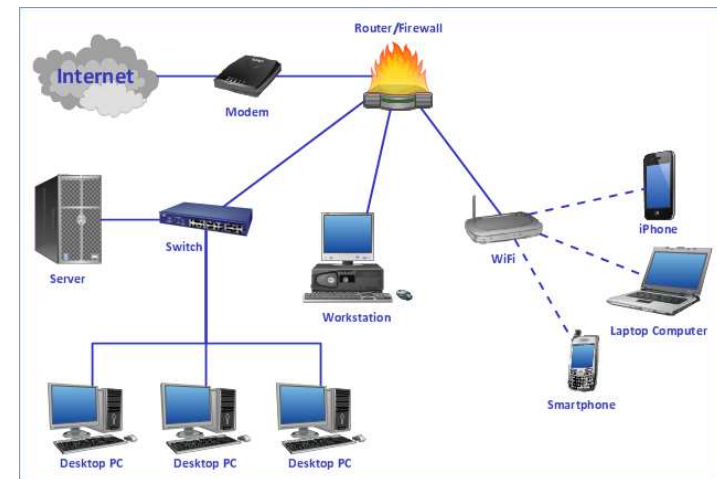 Router/Firewall
Internet
Modem
iPhone
Switch
WiFi
Server
Workstation
Laptop Computer
Smartphone
Desktop PC
Desktop PC
Desktop PC